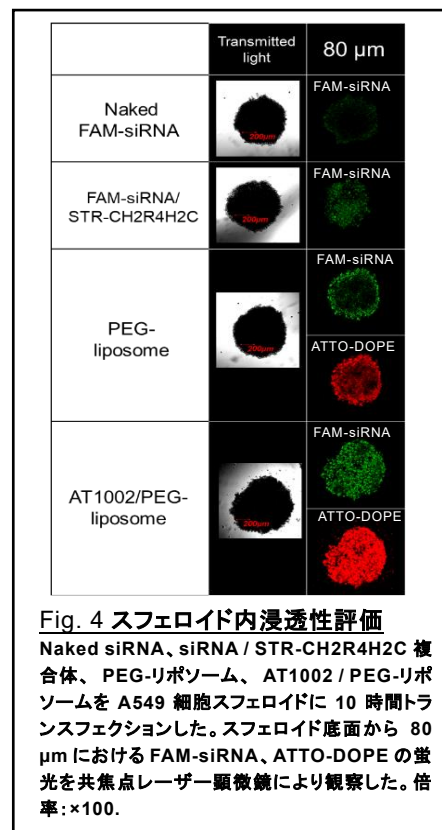 Transmitted
light
80 µm
Naked
FAM-siRNA
200µm
FAM-siRNA
FAM-siRNA/
STR-CH2R4H2C
200µm
FAM-siRNA
PEG-
liposome
200µm
FAM-siRNA
ATTO-DOPE
AT1002/PEG-
liposome
200µm
FAM-siRNA
ATTO-DOPE
Fig. 4 スフェロイド内浸透性評価
Naked siRNA、siRNA / STR-CH2R4H2C 複
合体、 PEG-リポソーム、 AT1002 / PEG-リポ
ソームを A549 細胞スフェロイドに 10 時間トラ
ンスフェクションした。スフェロイド底面から 80
µm における FAM-siRNA、ATTO-DOPE の蛍
光を共焦点レーザー顕微鏡により観察した。倍
率：×100.